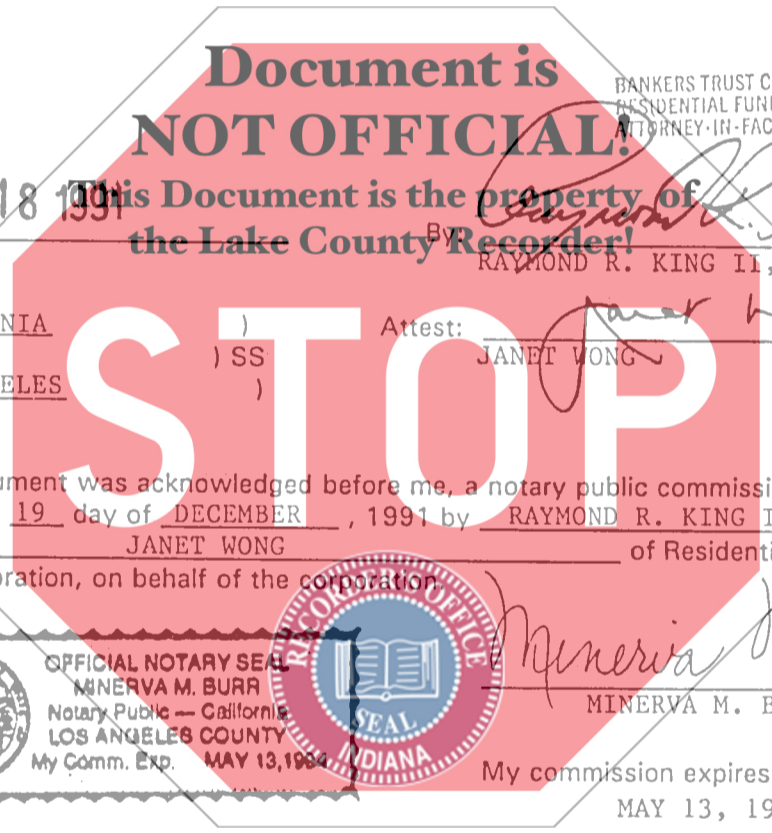 Document is
NOT OFFICIAL!
This Document is the property of
the Lake County Recorder!
STOP
BANKERS TRUST C
RESIDENTIAL FUND
ATTORNEY-IN-FAC
18 1991
By:
RAYMOND R. KING II,
NIA )
Attest:
) SS
JANET WONG
ELES )
ument was acknowledged before me, a notary public commissi
19 day of DECEMBER , 1991 by RAYMOND R. KING I
JANET WONG of Residenti
oration, on behalf of the corporation.
RECORDER'S OFFICE
SEAL
INDIANA
OFFICIAL NOTARY SEAL
MINERVA M. BURR
Notary Public — California
LOS ANGELES COUNTY
My Comm. Exp. MAY 13,1994
Minerva
MINERVA M. B
My commission expires
MAY 13, 19